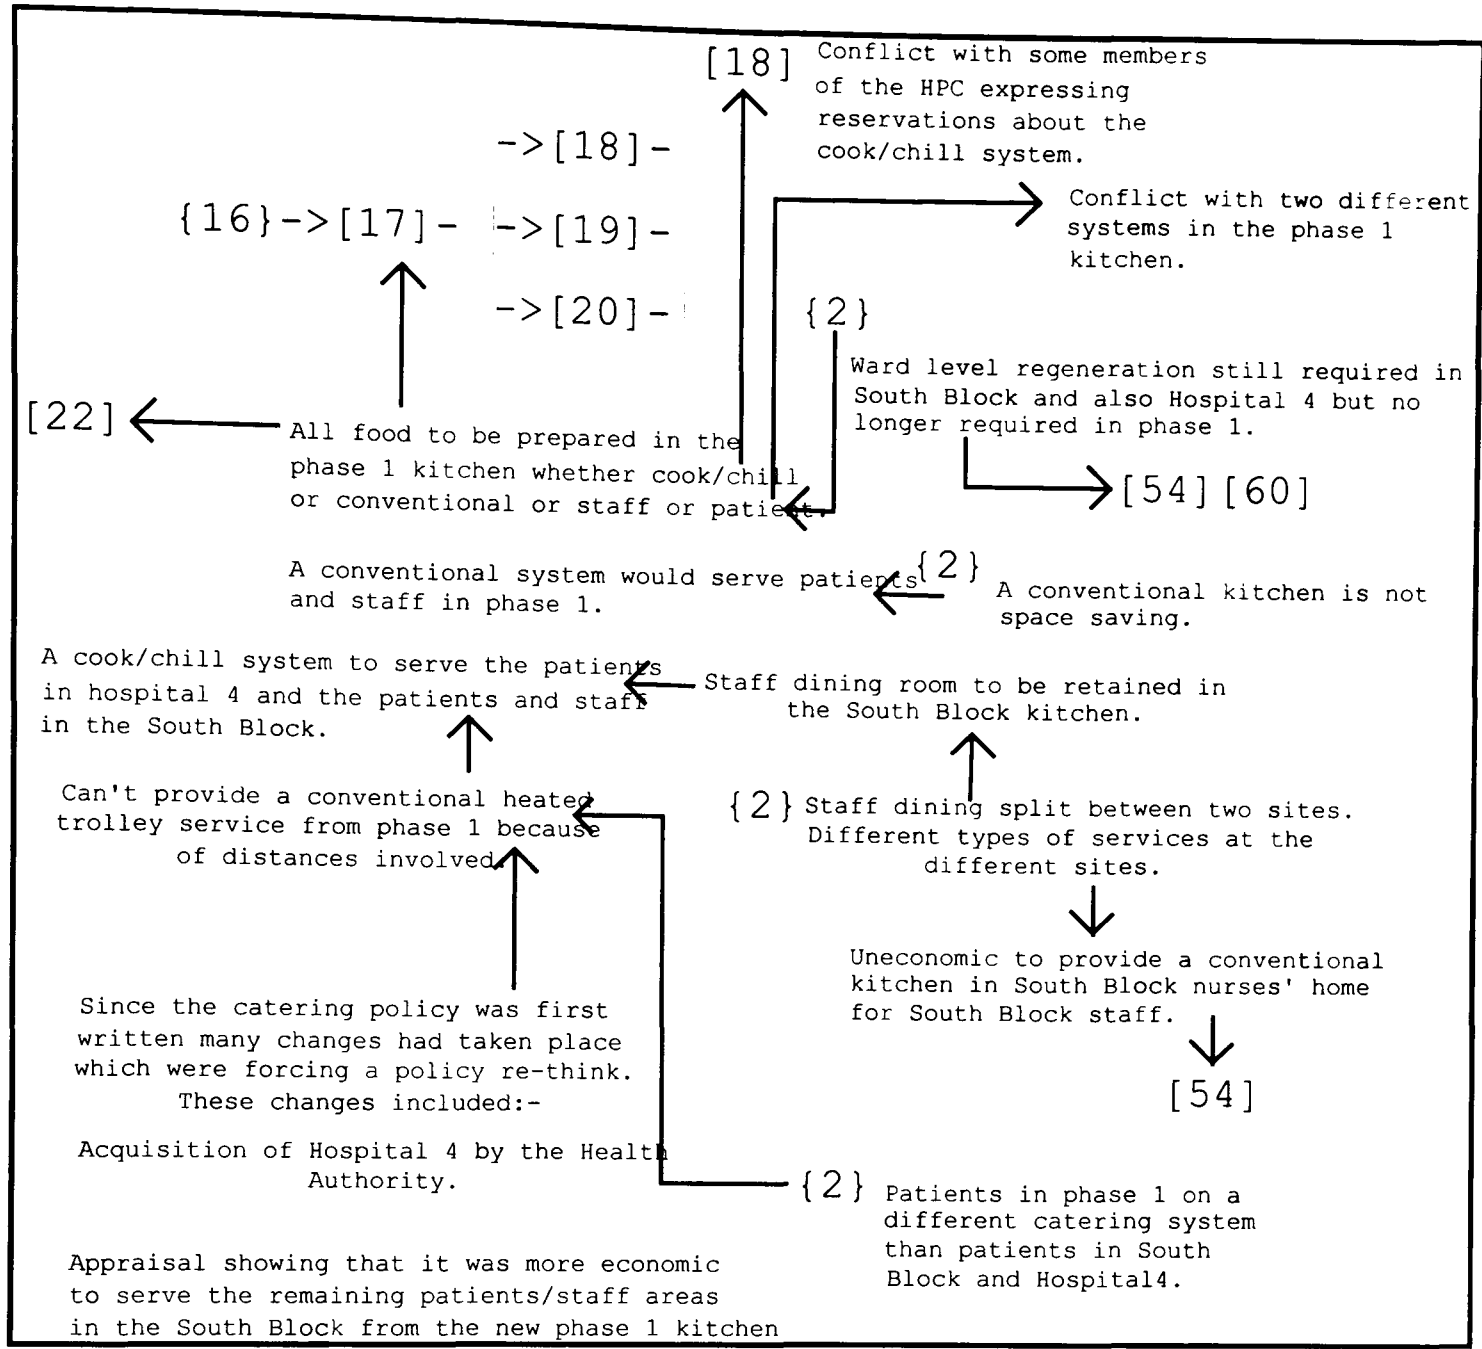 [18] Conflict with some members
of the HPC expressing
reservations about the
cook/chill system.
->[18]-
{16}->[17]- ->[19]-
->[20]-
Conflict with two different
systems in the phase 1
kitchen.
{2}
Ward level regeneration still required in
South Block and also Hospital 4 but no
longer required in phase 1.
[54][60]
[22]
All food to be prepared in the
phase 1 kitchen whether cook/chill
or conventional or staff or patient.
A conventional system would serve patients
and staff in phase 1.
{2}
A conventional kitchen is not
space saving.
A cook/chill system to serve the patients
in hospital 4 and the patients and staff
in the South Block.
Staff dining room to be retained in
the South Block kitchen.
Can't provide a conventional heated
trolley service from phase 1 because
of distances involved.
{2} Staff dining split between two sites.
Different types of services at the
different sites.
Uneconomic to provide a conventional
kitchen in South Block nurses' home
for South Block staff.
[54]
Since the catering policy was first
written many changes had taken place
which were forcing a policy re-think.
These changes included:-
Acquisition of Hospital 4 by the Health
Authority.
{2} Patients in phase 1 on a
different catering system
than patients in South
Block and Hospital4.
Appraisal showing that it was more economic
to serve the remaining patients/staff areas
in the South Block from the new phase 1 kitchen